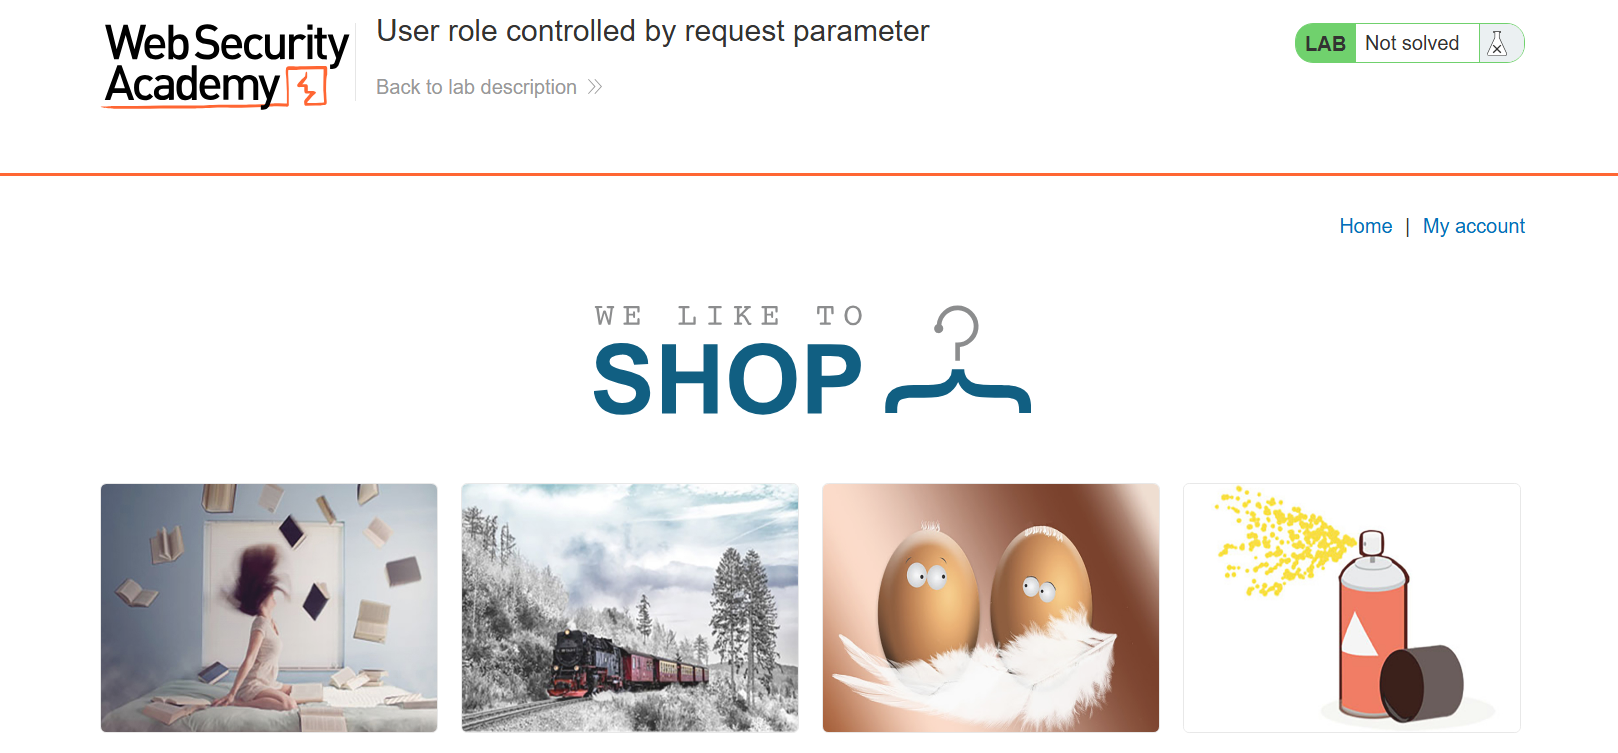 Web Security
Academy
User role controlled by request parameter
Back to lab description
LAB Not solved
Home | My account
WE LIKE TO
SHOP